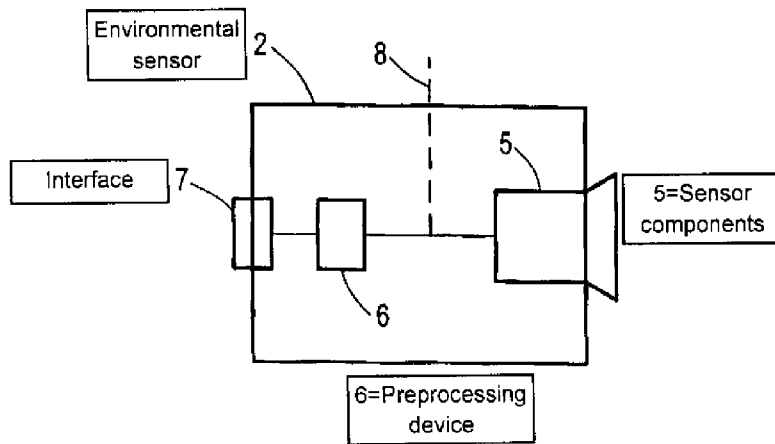 Environmental
sensor
2
8
5
Interface
7
5=Sensor
components
6
6=Preprocessing
device